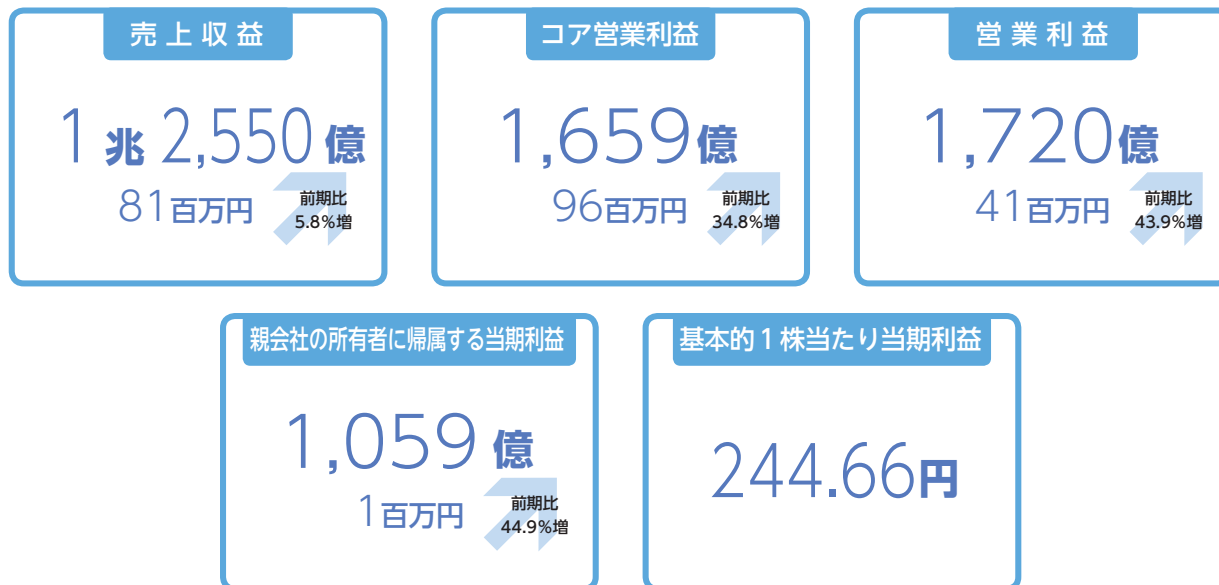 売上収益
1兆2,550億
81百万円
前期比
5.8%増
コア営業利益
1,659億
96百万円
前期比
34.8%増
営業利益
1,720億
41百万円
前期比
43.9%増
親会社の所有者に帰属する当期利益
1,059億
1百万円
前期比
44.9%増
基本的1株当たり当期利益
244.66円